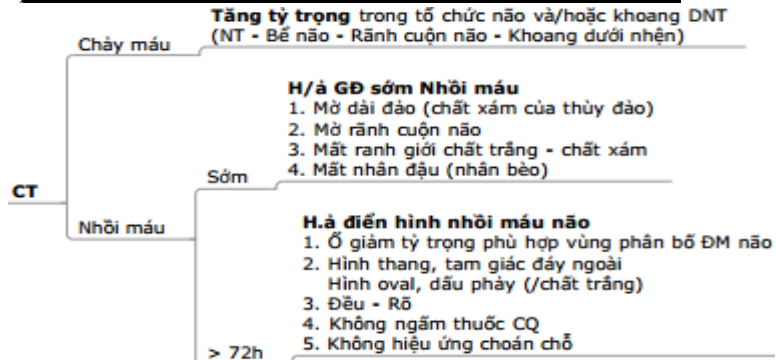 Tăng tỷ trọng trong tổ chức não và/hoặc khoang DNT
(NT - Bể não - Rãnh cuộn não - Khoang dưới nhện)
Chảy máu
H/ả GĐ sớm Nhồi máu
1. Mờ dải đảo (chất xám của thùy đảo)
2. Mờ rãnh cuộn não
3. Mất ranh giới chất trắng - chất xám
4. Mất nhân đậu (nhân bèo)
Sớm
CT
Nhồi máu
H.ả điển hình nhồi máu não
1. Ổ giảm tỷ trọng phù hợp vùng phân bố ĐM não
2. Hình thang, tam giác đáy ngoài
Hình oval, dấu phảy (/chất trắng)
3. Đều - Rõ
4. Không ngấm thuốc CQ
5. Không hiệu ứng choán chỗ
> 72h